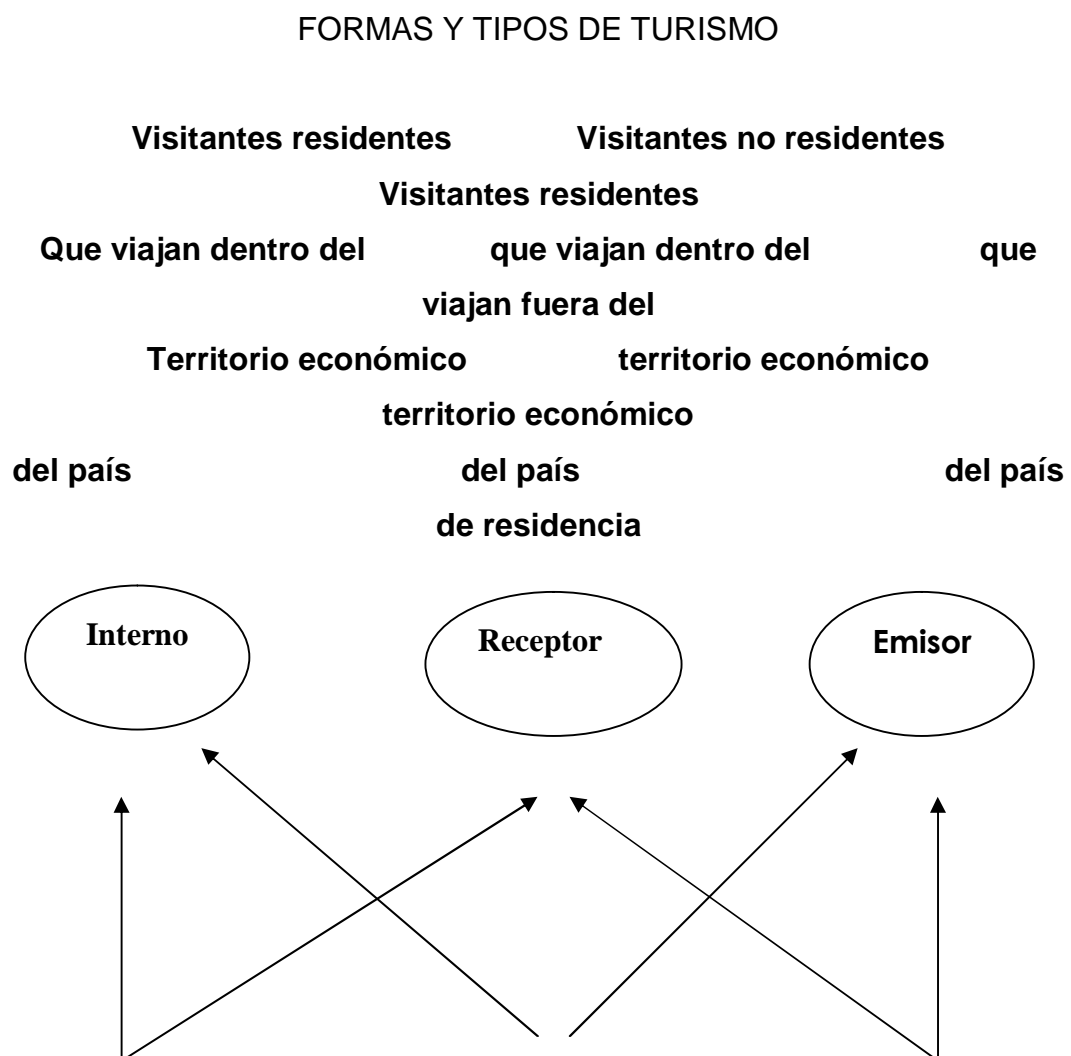 FORMAS Y TIPOS DE TURISMO
Visitantes residentes Visitantes no residentes
Visitantes residentes
Que viajan dentro del que viajan dentro del que
viajan fuera del
Territorio económico territorio económico
territorio económico
del país del país del país
de residencia
Interno Receptor Emisor